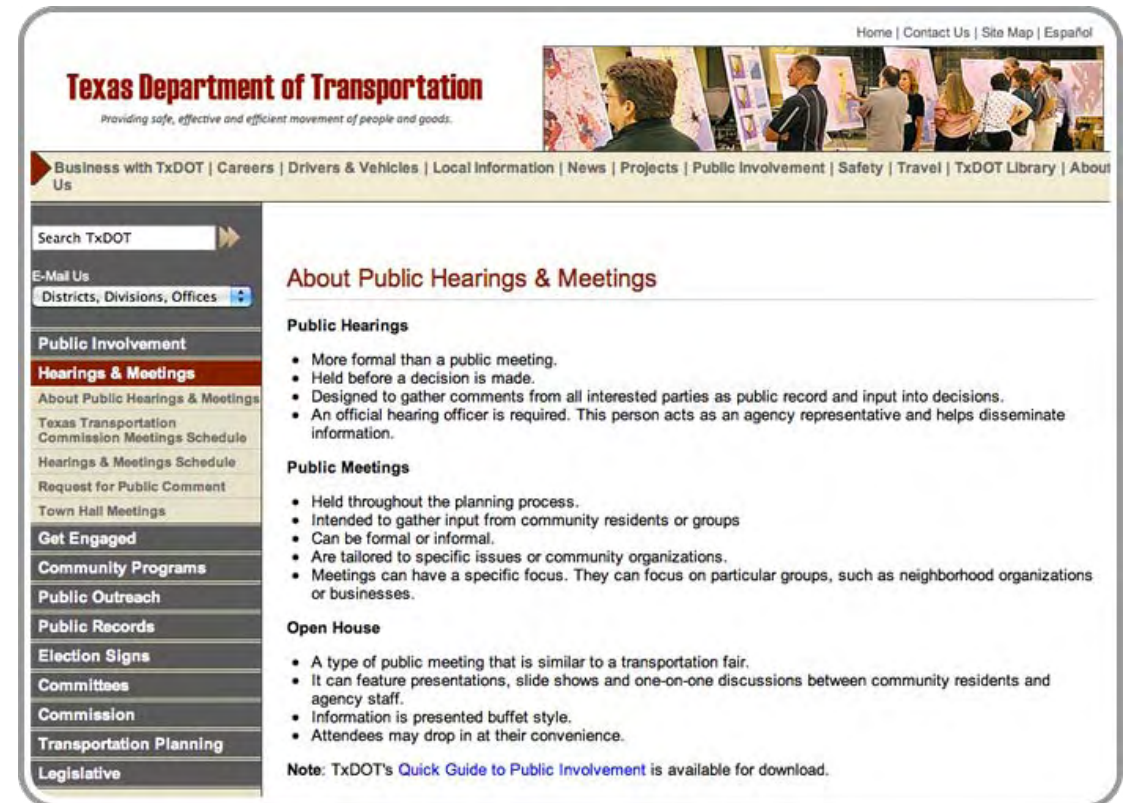 Home | Contact Us | Site Map | Español
Texas Department of Transportation
Providing safe, effective and efficient movement of people and goods.
Business with TxDOT | Careers | Drivers & Vehicles | Local Information | News | Projects | Public Involvement | Safety | Travel | TxDOT Library | About
Us
Search TxDOT
E-Mail Us
Districts, Divisions, Offices
Public Involvement
Hearings & Meetings
About Public Hearings & Meetings
Texas Transportation
Commission Meetings Schedule
Hearings & Meetings Schedule
Request for Public Comment
Town Hall Meetings
Get Engaged
Community Programs
Public Outreach
Public Records
Election Signs
Committees
Commission
Transportation Planning
Legislative
About Public Hearings & Meetings
Public Hearings
• More formal than a public meeting.
• Held before a decision is made.
• Designed to gather comments from all interested parties as public record and input into decisions.
• An official hearing officer is required. This person acts as an agency representative and helps disseminate
information.
Public Meetings
• Held throughout the planning process.
• Intended to gather input from community residents or groups
• Can be formal or informal.
• Are tailored to specific issues or community organizations.
• Meetings can have a specific focus. They can focus on particular groups, such as neighborhood organizations
or businesses.
Open House
• A type of public meeting that is similar to a transportation fair.
• It can feature presentations, slide shows and one-on-one discussions between community residents and
agency staff.
• Information is presented buffet style.
• Attendees may drop in at their convenience.
Note: TxDOT's Quick Guide to Public Involvement is available for download.